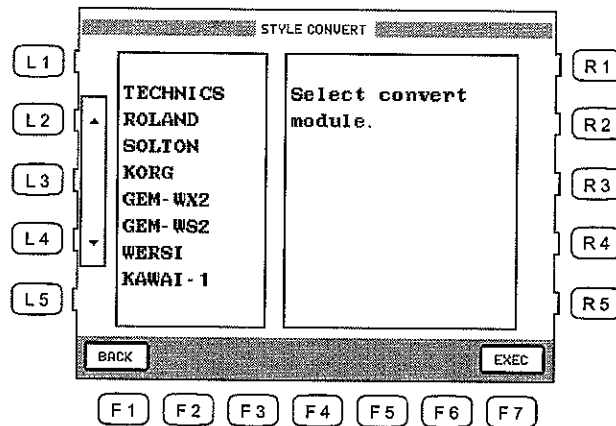 STYLE CONVERT
L1
L2
L3
L4
L5
TECHNICS
ROLAND
SOLTON
KORG
GEM-WX2
GEM-WS2
WERSI
KAWAI-1
Select convert
module.
R1
R2
R3
R4
R5
BACK
EXEC
F1 F2 F3 F4 F5 F6 F7